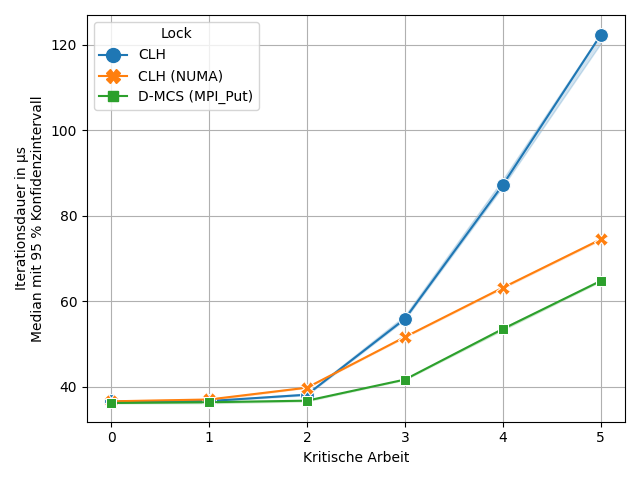 Lock
CLH
CLH (NUMA)
D-MCS (MPI_Put)
Iterationsdauer in µs
Median mit 95 % Konfidenzintervall
120
100
80
60
40
0 1 2 3 4 5
Kritische Arbeit